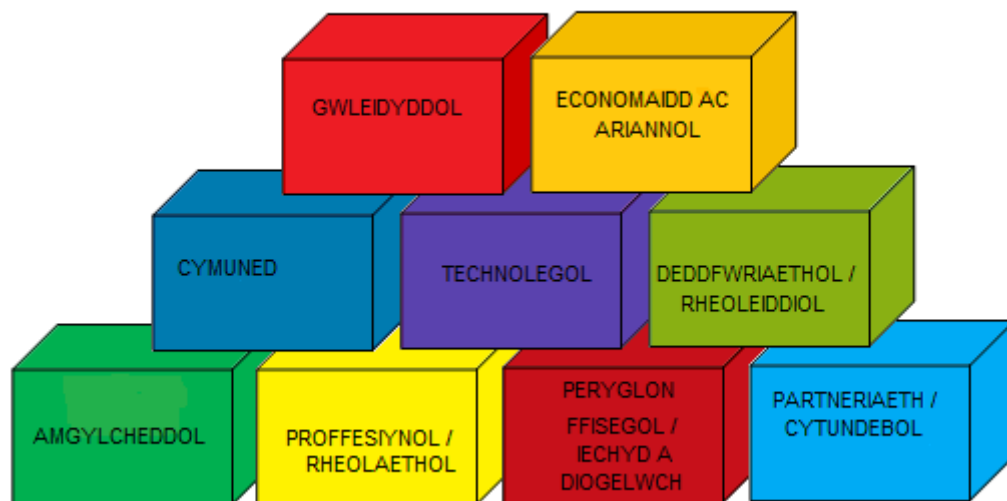 GWLEIDYDDOL
ECONOMAIDD AC
ARIANNOL
CYMUNED
TECHNOLEGOL
DEDDFWRIAETHOL /
RHEOLEIDDIOL
AMGYLCHEDDOL
PROFFESIYNOL /
RHEOLAETHOL
PERYGLON
FFISEGOL /
IECHYD A
DIOGELWCH
PARTNERIAETH /
CYTUNDEBOL